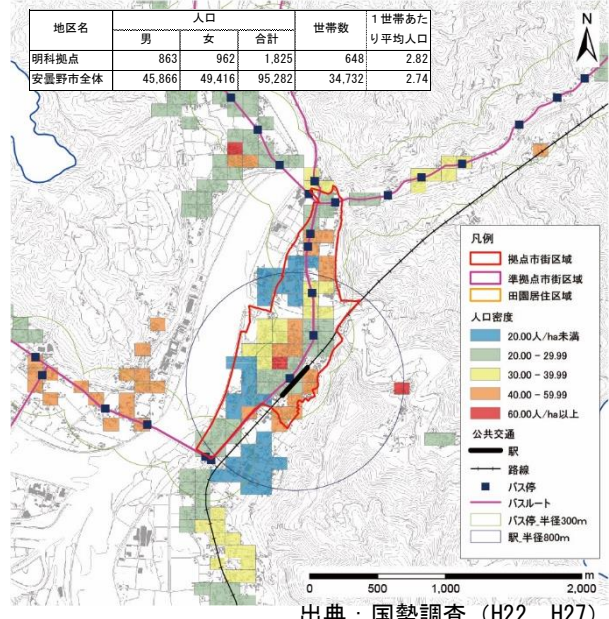 地区名 人口 世帯数 1世帯あたり平均人口
男 女 合計
明科拠点 863 962 1,825 648 2.82
安曇野市全体 45,866 49,416 95,282 34,732 2.74
N
凡例
拠点市街区域
準拠点市街区域
田園居住区域
人口密度
20.00人/ha未満
20.00 - 29.99
30.00 - 39.99
40.00 - 59.99
60.00人/ha以上
公共交通
駅
路線
バス停
バスルート
バス停_半径300m
駅_半径800m
m
0 500 1,000 2,000
出典:国勢調査(H22、H27)